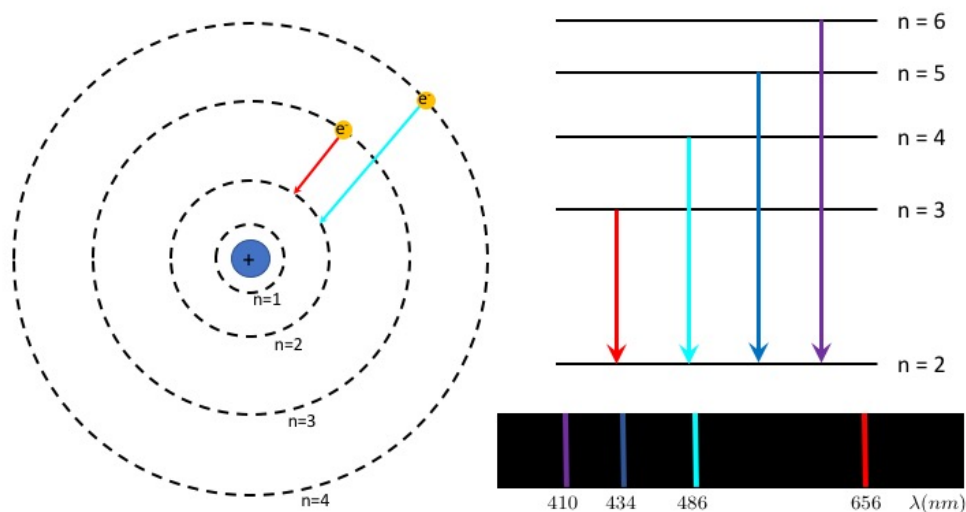 e-
e-
+
n=1
n=2
n=3
n=4
n = 6
n = 5
n = 4
n = 3
n = 2
410 434 486 656 λ(nm)